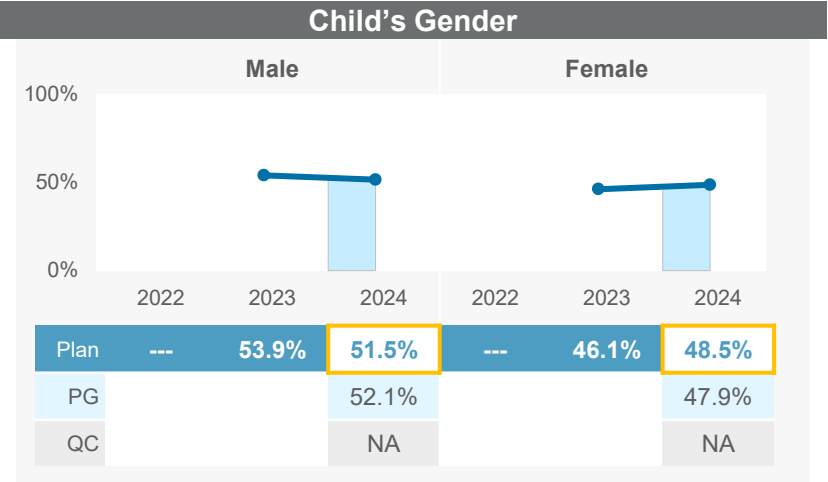 Child's Gender
Male Female
100%
50%
0%
2022 2023 2024 2022 2023 2024
Plan --- 53.9% 51.5% --- 46.1% 48.5%
PG 52.1% 47.9%
QC NA NA